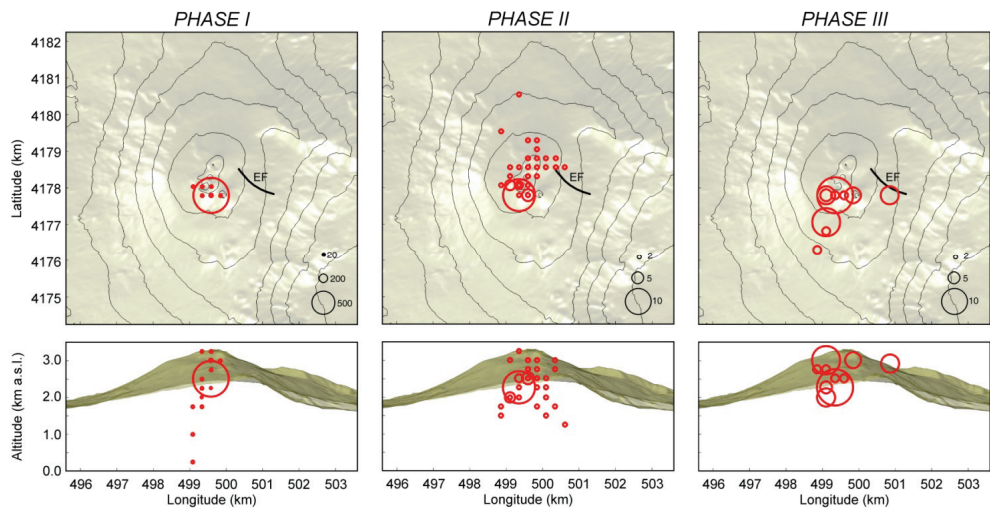 PHASE I
PHASE II
PHASE III
Latitude (km)
4182
4180
4179
4178
4177
4176
4175
EF
20
200
500
EF
2
5
10
EF
2
5
10
Altitude (km a.s.l.)
3.0
2.0
1.0
0.0
496 497 498 499 500 501 502 503
496 497 498 499 500 501 502 503
496 497 498 499 500 501 502 503
Longitude (km)
Longitude (km)
Longitude (km)